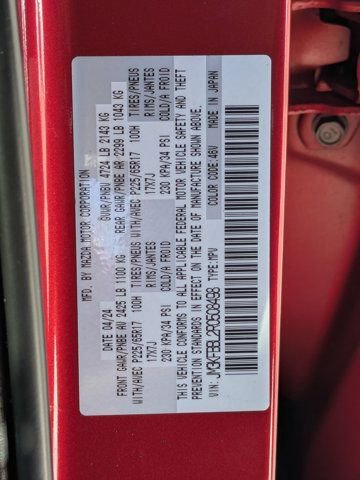 MFD. BY MAZDA MOTOR CORPORATION
04/24 GVWR/PNBV 4724 LB 2143 KG
FRONT GAWR/PNBE AV 2425 LB 1100 KG REAR GAWR/PNBE AR 2299 LB 1043 KG
WITH/AVEC P225/65R17 100H TIRES/PNEUS WITH/AVEC P225/65R17 100H TIRES/PNEUS
17X7J RIMS/JANTES 17X7J RIMS/JANTES
230 KPA/34 PSI COLD/A FROID 230 KPA/34 PSI COLD/A FROID
THIS VEHICLE CONFORMS TO ALL APPLICABLE FEDERAL MOTOR VEHICLE SAFETY AND THEFT
PREVENTION STANDARDS IN EFFECT ON THE DATE OF MANUFACTURE SHOWN ABOVE.
VIN: TYPE:MPV COLOR CODE:46V MADE IN JAPAN